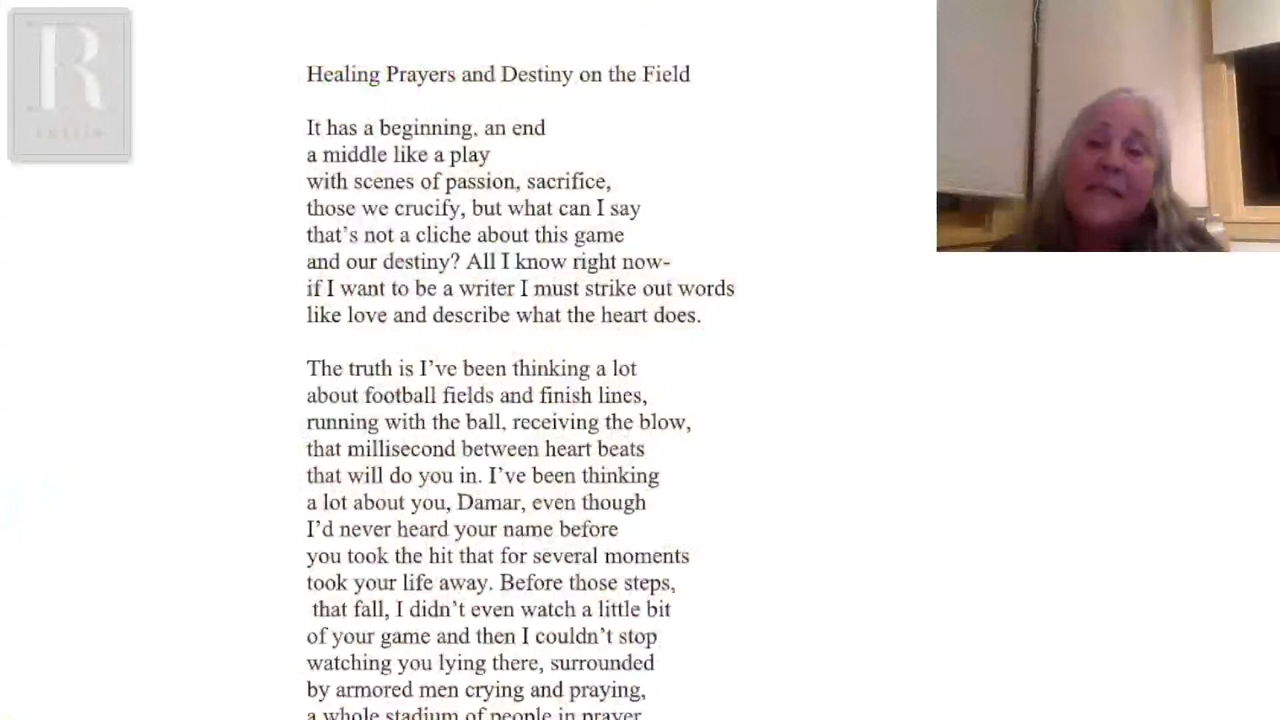 R
rattle
Healing Prayers and Destiny on the Field
It has a beginning, an end
a middle like a play
with scenes of passion, sacrifice,
those we crucify, but what can I say
that's not a cliche about this game
and our destiny? All I know right now-
if I want to be a writer I must strike out words
like love and describe what the heart does.
The truth is I've been thinking a lot
about football fields and finish lines,
running with the ball, receiving the blow,
that millisecond between heart beats
that will do you in. I've been thinking
a lot about you, Damar, even though
I'd never heard your name before
you took the hit that for several moments
took your life away. Before those steps,
that fall, I didn't even watch a little bit
of your game and then I couldn't stop
watching you lying there, surrounded
by armored men crying and praying,
a whole stadium of people in prayer